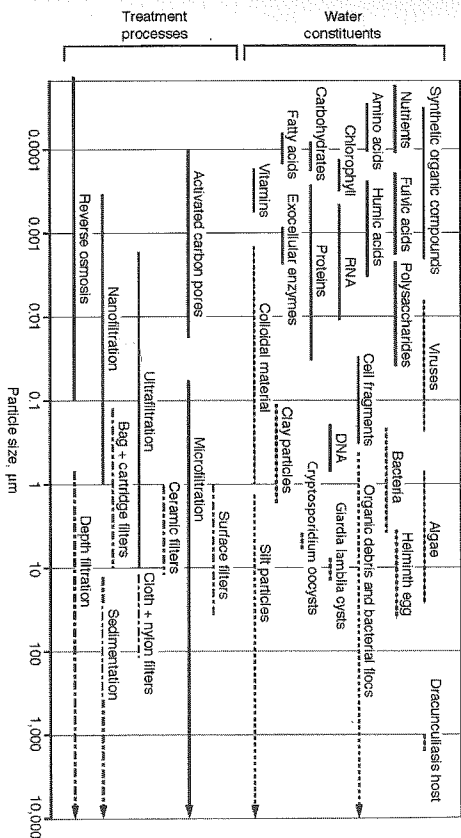 Water
constituents
Synthetic organic compounds Viruses Algae Dracunculiasis host
Nutrients Fulvic acids Polysaccharides Bacteria Helminth egg
Amino acids Humic acids Cell fragments Organic debris and bacterial flocs
Chlorophyll RNA DNA Giardia lamblia cysts
Carbohydrates Proteins Cryptosporidium oocysts
Fatty acids Exocellular enzymes Clay particles
Vitamins Colloidal material Silt particles
Treatment
processes
Surface filters
Activated carbon pores Microfiltration
Ceramic filters
Ultrafiltration Cloth + nylon filters
Bag + cartridge filters
Nanofiltration Sedimentation
Reverse osmosis Depth filtration
0.0001 0.001 0.01 0.1 1 10 100 1,000 10,000
Particle size, µm